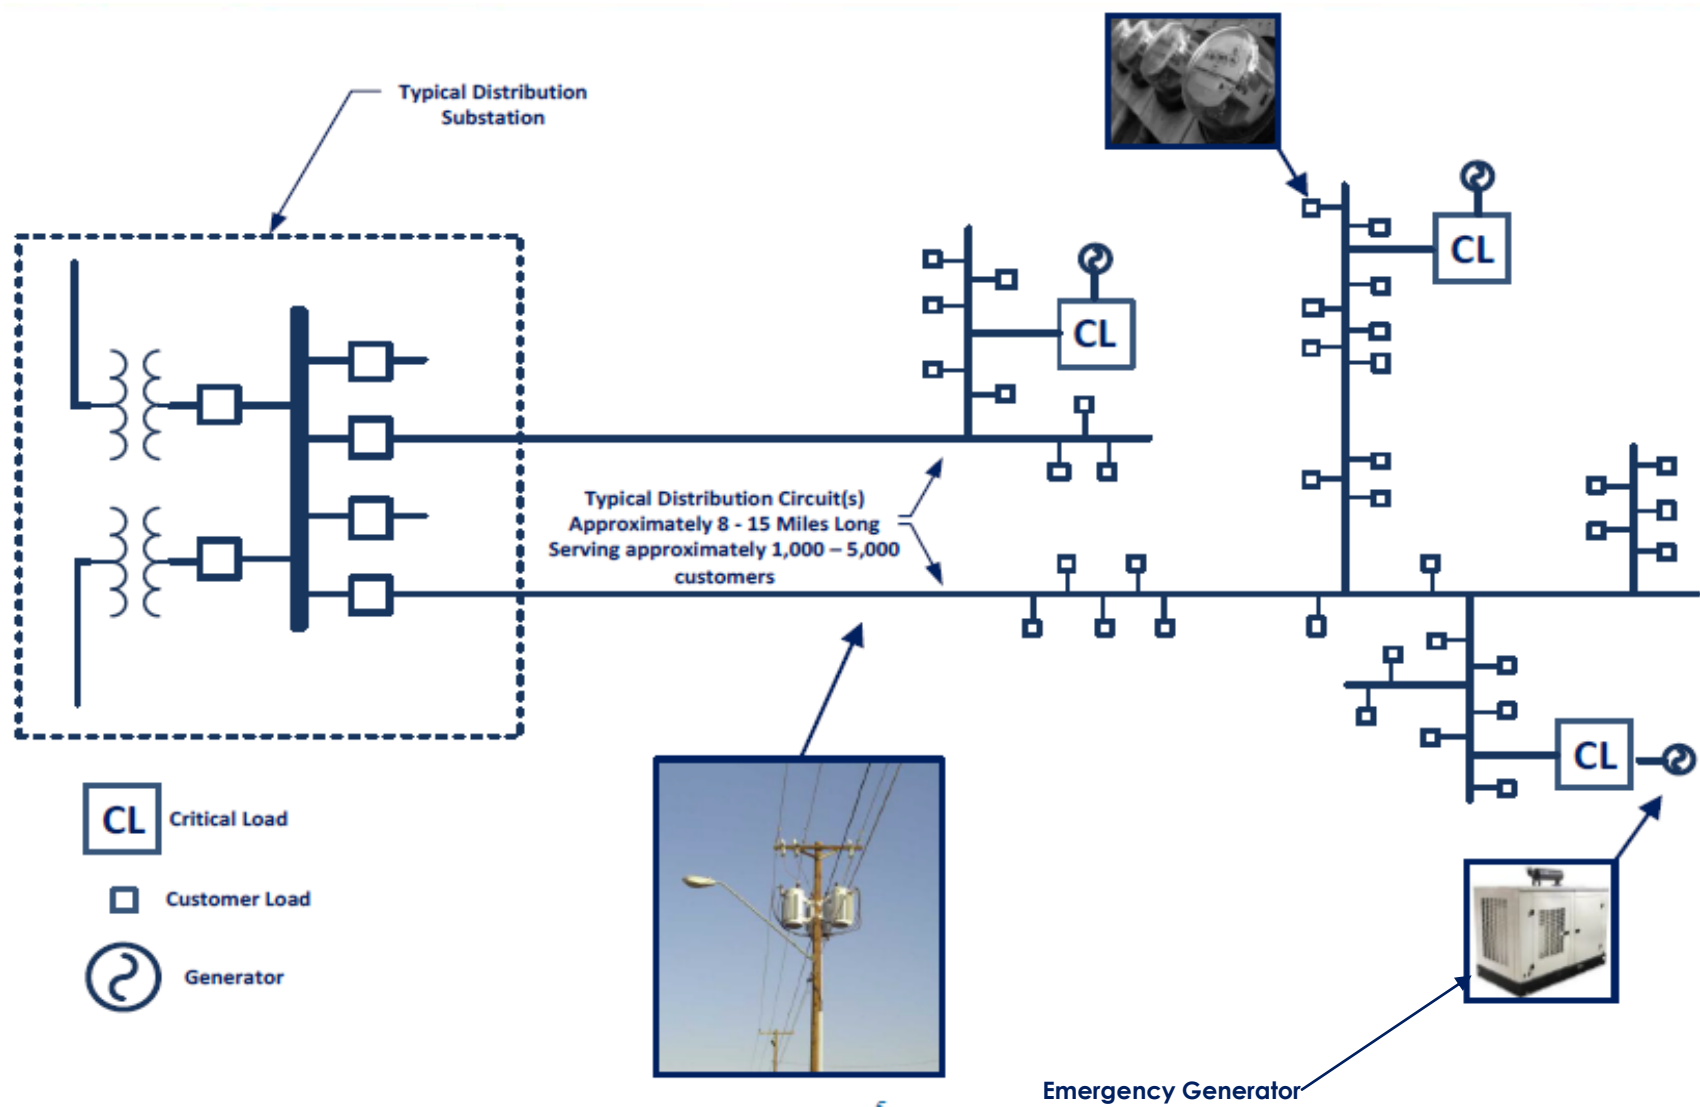 Typical Distribution
Substation
CL
CL
Typical Distribution Circuit(s)
Approximately 8 - 15 Miles Long
Serving approximately 1,000 – 5,000
customers
CL
CL Critical Load
Customer Load
Generator
Emergency Generator